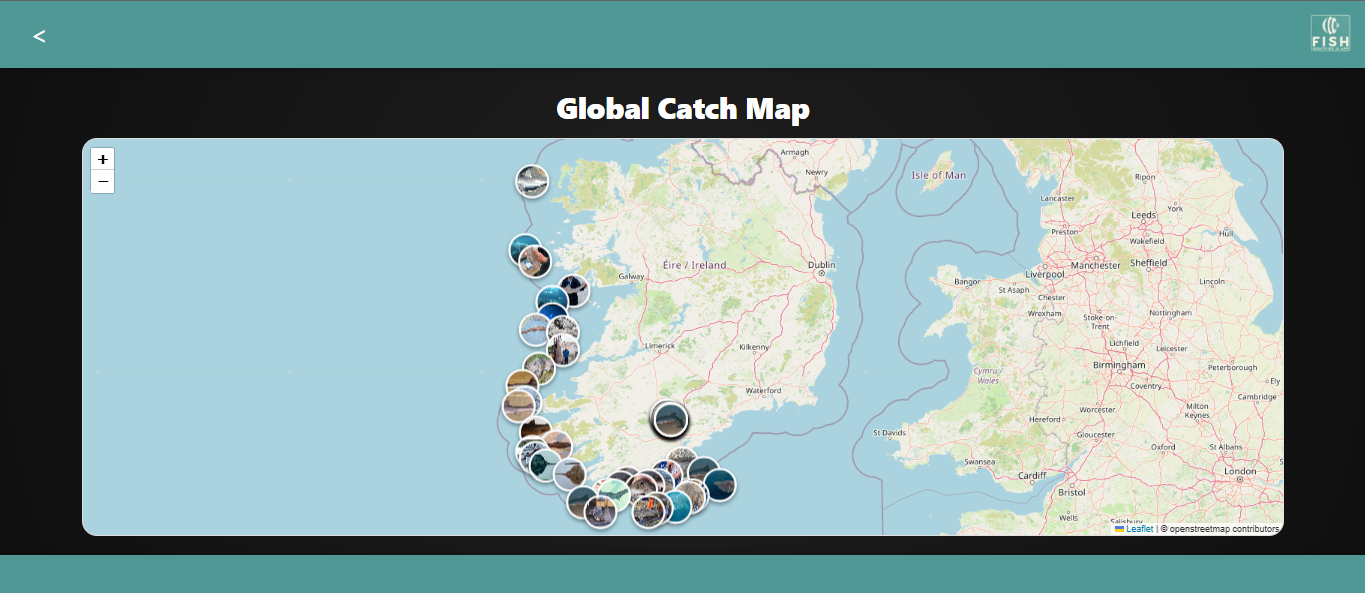 <
FISH
Global Catch Map
+
−
Armagh
Newry
Isle of Man
Ripon
Lancaster
York
Leeds
Preston
Hull
Wakefield
Dublin
Éire / Ireland
Galway
Manchester
Sheffield
Liverpool
Bangor
St Asaph
Lincoln
Chester
Wrexham
Stoke-on-
Trent
Nottingham
Limerick
Kilkenny
Lichfield
Leicester
Birmingham
Peterborough
Cymru /
Wales
Ely
Coventry
Waterford
Cambridge
Worcester
Milton
Keynes
Hereford
St Davids
Gloucester
Oxford
St Albans
Swansea
Cardiff
London
Bristol
Wells
Salisbury
Leaflet | © openstreetmap contributors